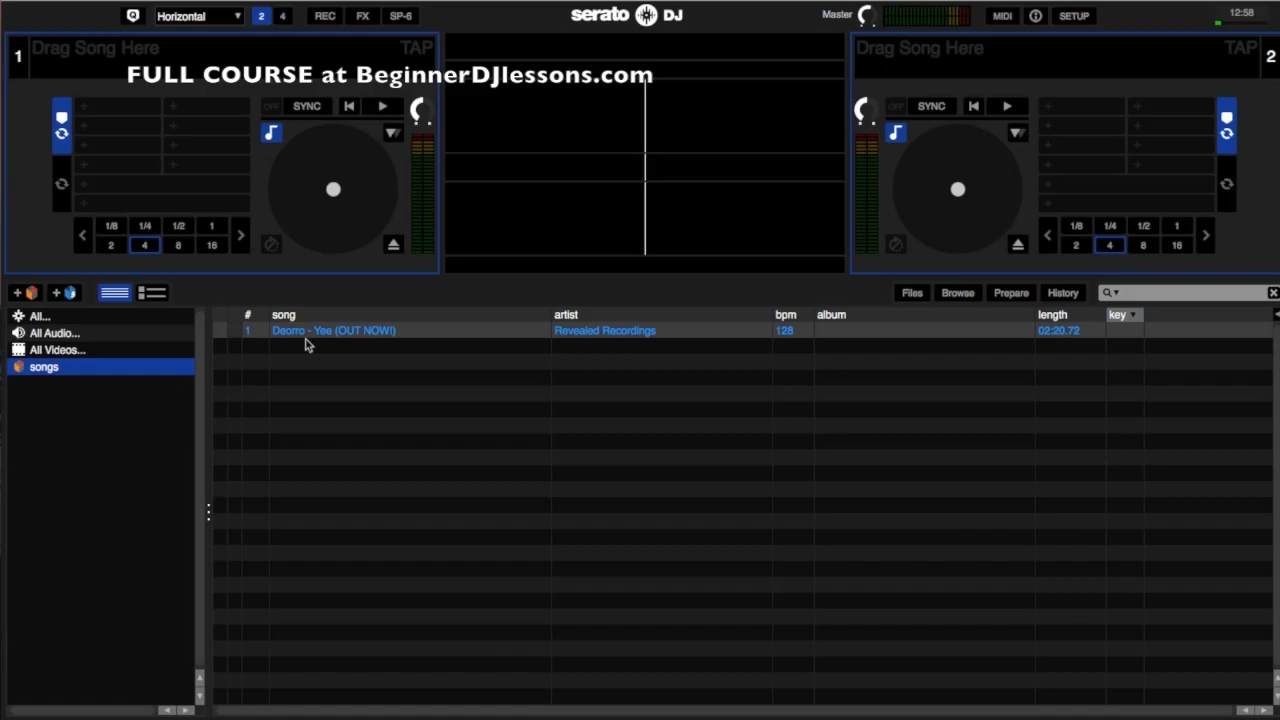 Horizontal 2 4 REC FX SP-6 serato DJ Master MIDI SETUP 12:58
1 Drag Song Here TAP Drag Song Here TAP 2
FULL COURSE at BeginnerDJlessons.com
OFF SYNC OFF SYNC
1/8 1/4 1/2 1 1/8 1/4 1/2 1
2 4 8 16 2 4 8 16
Files Browse Prepare History
All... # song artist bpm album length key
All Audio... 1 Deorro - Yee (OUT NOW!) Revealed Recordings 128 02:20.72
All Videos...
songs